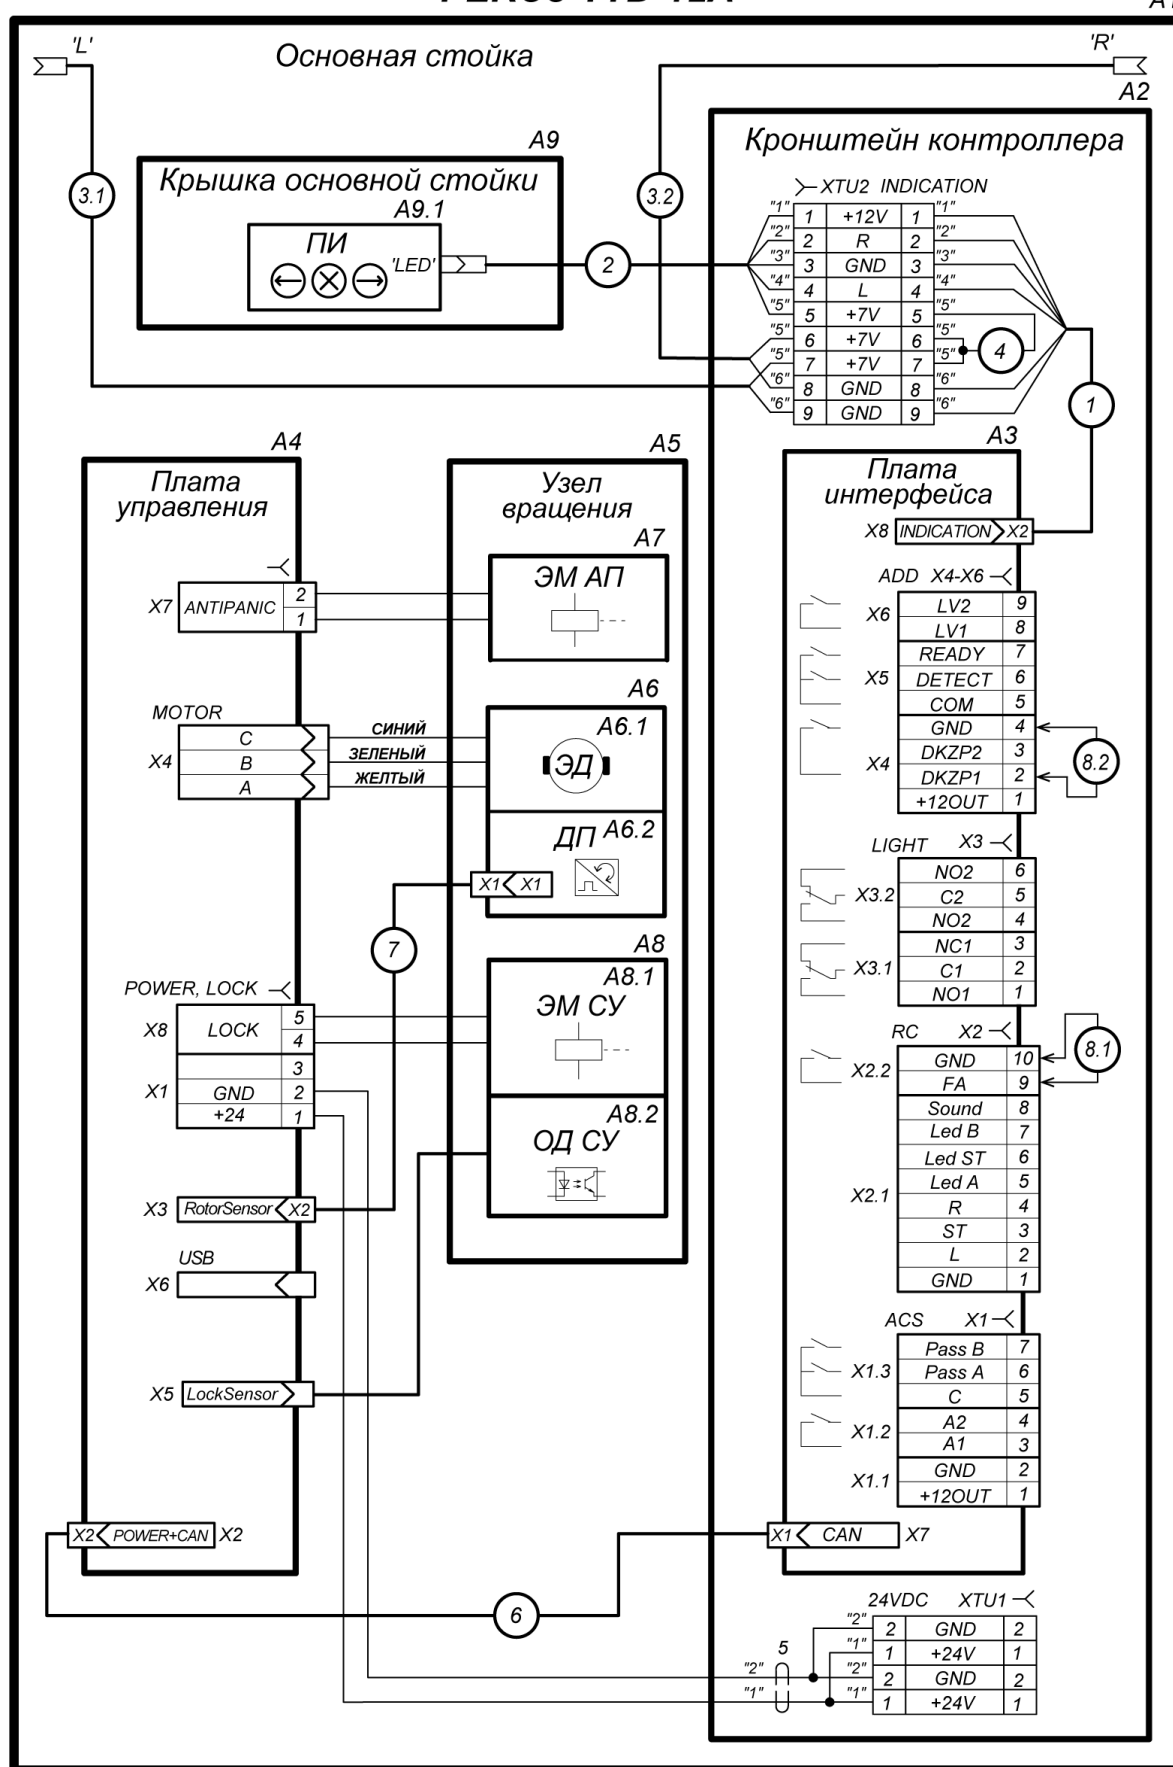 'L'
Основная стойка
'R'
A2
A9
Кронштейн контроллера
Крышка основной стойки
3.1
3.2
XTU2 INDICATION
A9.1
ПИ
'LED'
2
"1" 1 +12V 1 "1"
"2" 2 R 2 "2"
"3" 3 GND 3 "3"
"4" 4 L 4 "4"
"5" 5 +7V 5 "5"
"5" 6 +7V 6 "5"
"5" 7 +7V 7 "5"
"6" 8 GND 8 "6"
"6" 9 GND 9 "6"
4
1
A4
A5
A3
Плата
управления
Узел
вращения
Плата
интерфейса
X8 INDICATION X2
A7
ЭМ АП
X7 ANTIPANIC 2
1
ADD X4-X6
X6 LV2 9
LV1 8
READY 7
X5 DETECT 6
COM 5
GND 4
X4 DKZP2 3
DKZP1 2
+12OUT 1
8.2
A6
MOTOR
A6.1
C СИНИЙ
X4 B ЗЕЛЕНЫЙ
A ЖЕЛТЫЙ
ЭД
ДП A6.2
X1 X1
7
LIGHT X3
NO2 6
X3.2 C2 5
NO2 4
NC1 3
X3.1 C1 2
NO1 1
A8
A8.1
ЭМ СУ
POWER, LOCK
X8 LOCK 5
4
3
X1 GND 2
+24 1
RC X2
X2.2 GND 10
FA 9
8.1
Sound 8
Led B 7
Led ST 6
X2.1 Led A 5
R 4
ST 3
L 2
GND 1
A8.2
ОД СУ
X3 RotorSensor X2
USB
X6
X5 LockSensor
ACS X1
Pass B 7
X1.3 Pass A 6
C 5
X1.2 A2 4
A1 3
X1.1 GND 2
+12OUT 1
X2 POWER+CAN X2
X1 CAN X7
6
24VDC XTU1
"2" 2 GND 2
"1" 1 +24V 1
5
"2" "2" 2 GND 2
"1" "1" 1 +24V 1